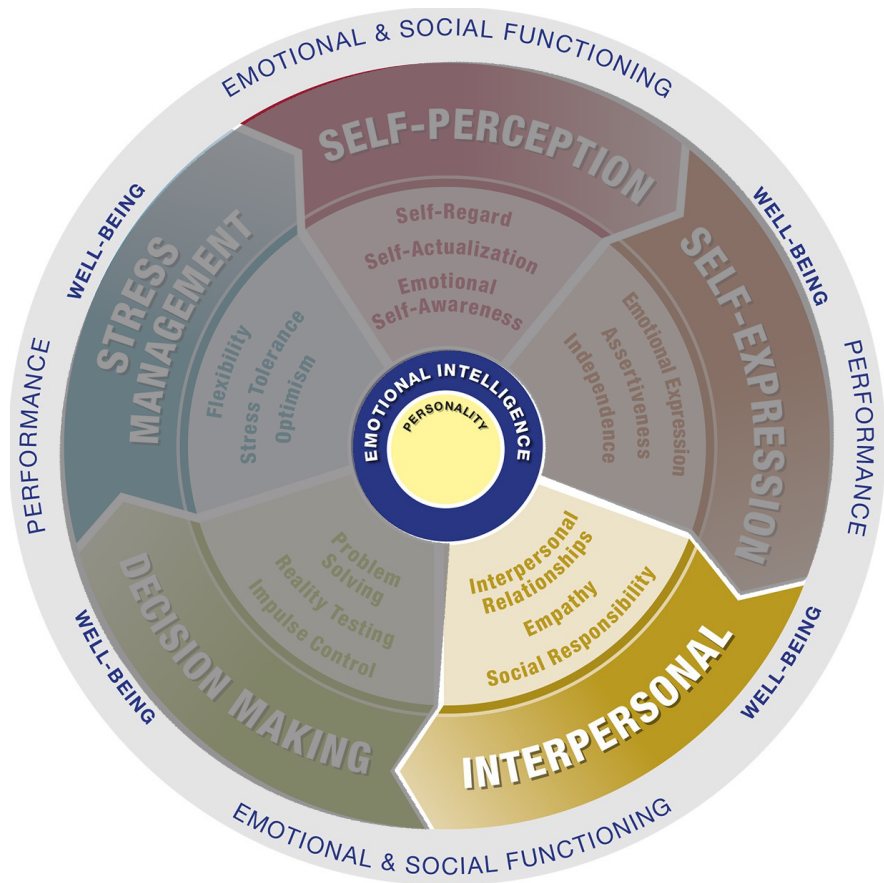 EMOTIONAL & SOCIAL FUNCTIONING
WELL-BEING
WELL-BEING
PERFORMANCE
PERFORMANCE
SELF-PERCEPTION
Self-Regard
Self-Actualization
Emotional
Self-Awareness
SELF-EXPRESSION
Emotional Expression
Assertiveness
Independence
INTERPERSONAL
Interpersonal
Relationships
Empathy
Social Responsibility
DECISION MAKING
Problem
Solving
Reality Testing
Impulse Control
STRESS
MANAGEMENT
Flexibility
Stress Tolerance
Optimism
EMOTIONAL INTELLIGENCE
PERSONALITY
WELL-BEING
WELL-BEING
EMOTIONAL & SOCIAL FUNCTIONING